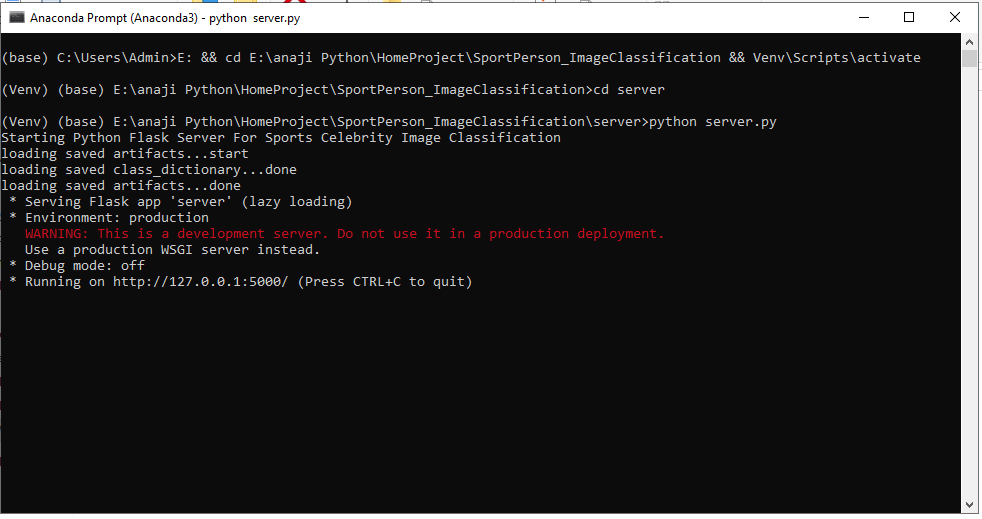 Anaconda Prompt (Anaconda3) - python  server.py
(base) C:\Users\Admin>E: && cd E:\anaji Python\HomeProject\SportPerson_ImageClassification && Venv\Scripts\activate
(Venv) (base) E:\anaji Python\HomeProject\SportPerson_ImageClassification>cd server
(Venv) (base) E:\anaji Python\HomeProject\SportPerson_ImageClassification\server>python server.py
Starting Python Flask Server For Sports Celebrity Image Classification
loading saved artifacts...start
loading saved class_dictionary...done
loading saved artifacts...done
 * Serving Flask app 'server' (lazy loading)
 * Environment: production
   WARNING: This is a development server. Do not use it in a production deployment.
   Use a production WSGI server instead.
 * Debug mode: off
 * Running on http://127.0.0.1:5000/ (Press CTRL+C to quit)